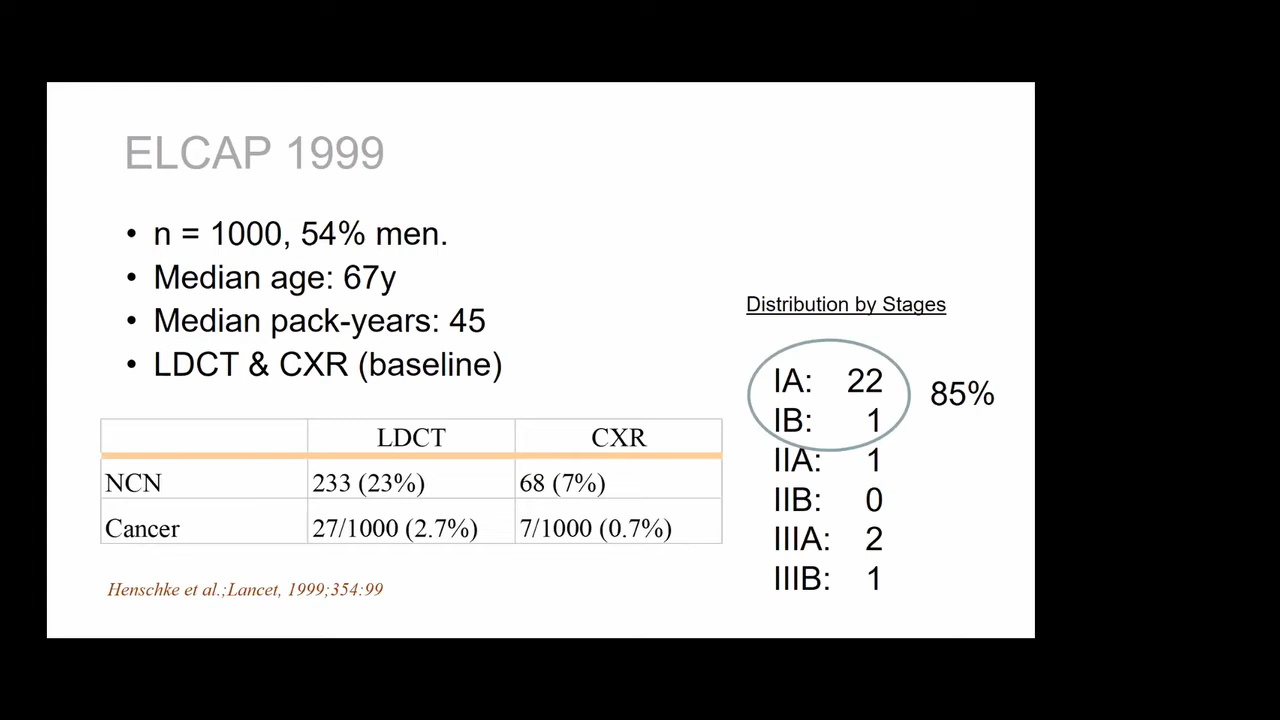 ELCAP 1999
• n = 1000, 54% men.
• Median age: 67y
• Median pack-years: 45
• LDCT & CXR (baseline)
LDCT CXR
NCN 233 (23%) 68 (7%)
Cancer 27/1000 (2.7%) 7/1000 (0.7%)
Henschke et al.;Lancet, 1999;354:99
Distribution by Stages
IA: 22
IB: 1
85%
IIA: 1
IIB: 0
IIIA: 2
IIIB: 1